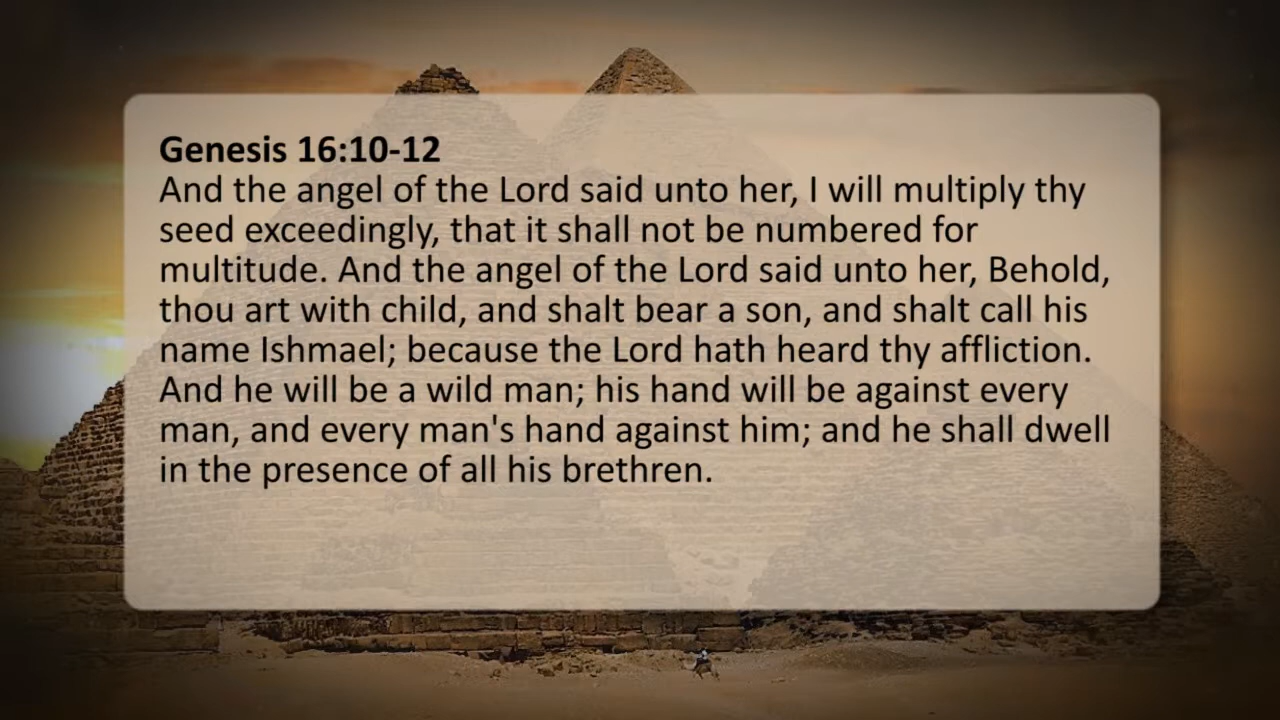 Genesis 16:10-12
And the angel of the Lord said unto her, I will multiply thy
seed exceedingly, that it shall not be numbered for
multitude. And the angel of the Lord said unto her, Behold,
thou art with child, and shalt bear a son, and shalt call his
name Ishmael; because the Lord hath heard thy affliction.
And he will be a wild man; his hand will be against every
man, and every man's hand against him; and he shall dwell
in the presence of all his brethren.